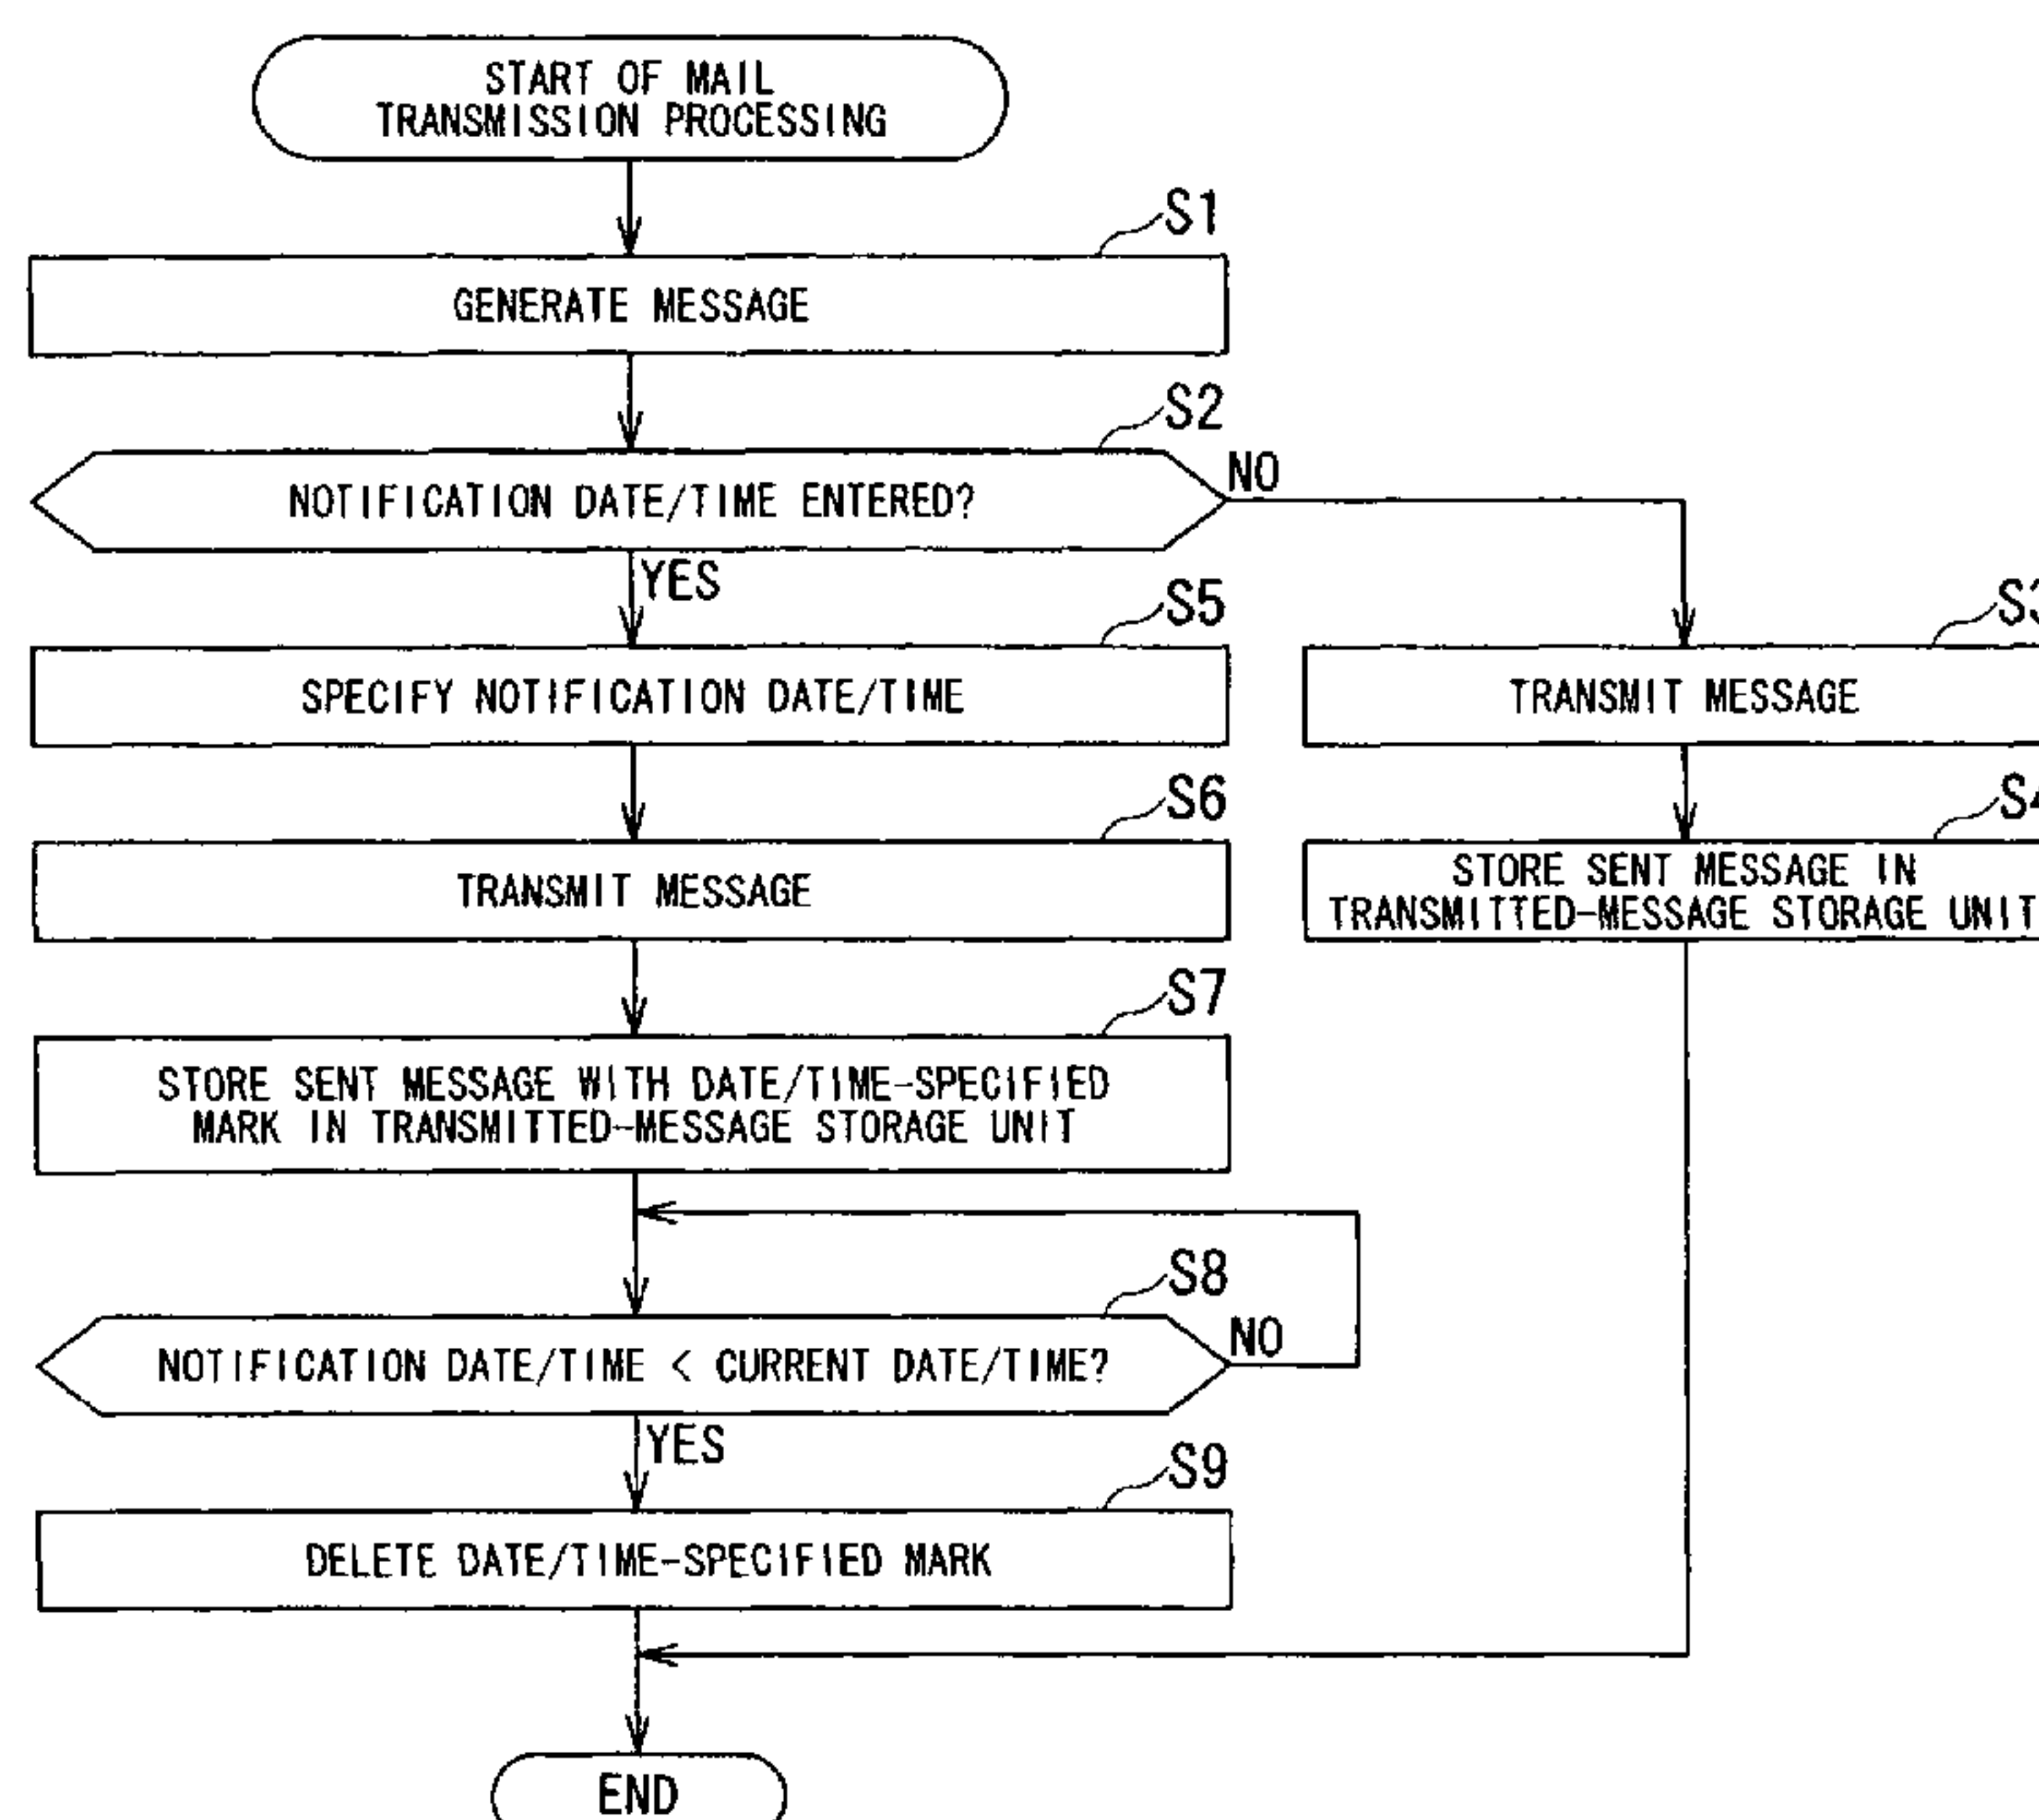 START OF MAIL
TRANSMISSION PROCESSING
S1
GENERATE MESSAGE
S2
NOTIFICATION DATE/TIME ENTERED?
NO
YES
S5
SPECIFY NOTIFICATION DATE/TIME
S3
TRANSMIT MESSAGE
S6
TRANSMIT MESSAGE
S4
STORE SENT MESSAGE IN
TRANSMITTED-MESSAGE STORAGE UNIT
S7
STORE SENT MESSAGE WITH DATE/TIME-SPECIFIED
MARK IN TRANSMITTED-MESSAGE STORAGE UNIT
S8
NOTIFICATION DATE/TIME < CURRENT DATE/TIME?
NO
YES
S9
DELETE DATE/TIME-SPECIFIED MARK
END